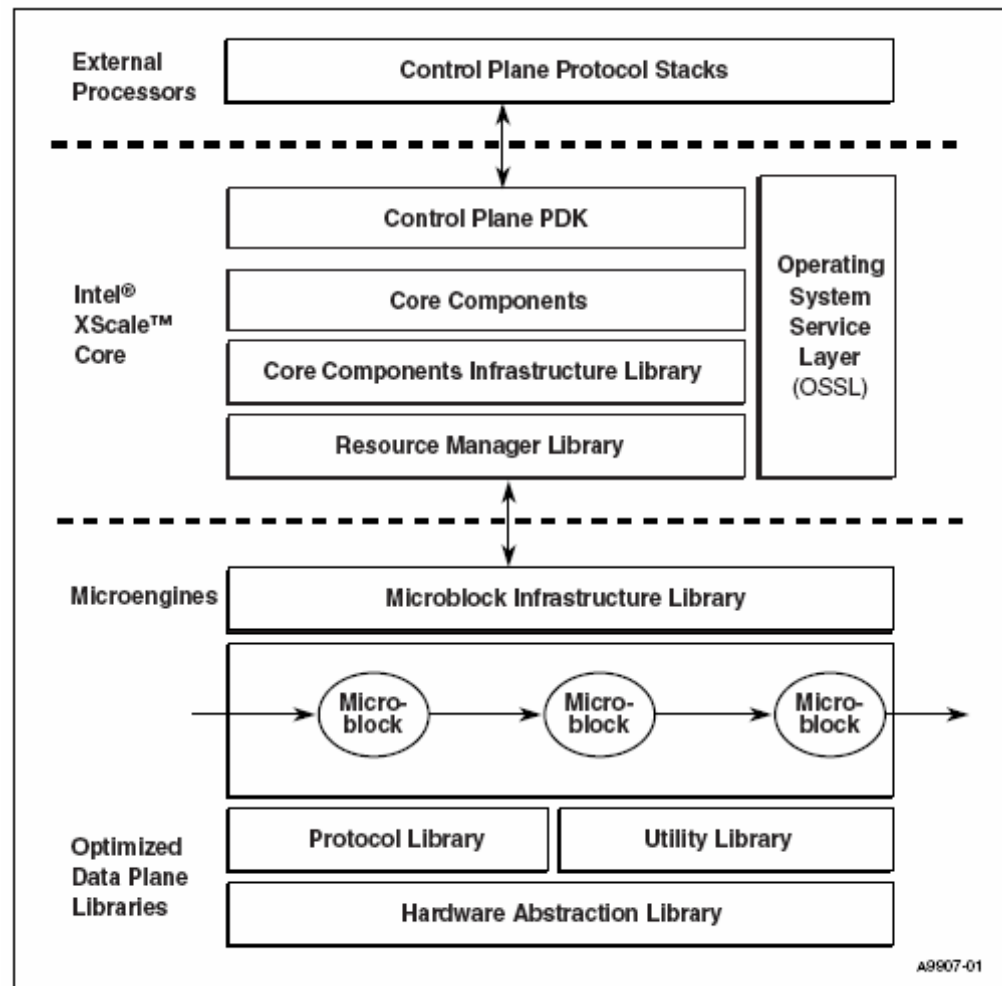 External
Processors
Control Plane Protocol Stacks
Intel®
XScale™
Core
Control Plane PDK
Core Components
Core Components Infrastructure Library
Resource Manager Library
Operating
System
Service
Layer
(OSSL)
Microengines
Microblock Infrastructure Library
Micro-
block
Micro-
block
Micro-
block
Optimized
Data Plane
Libraries
Protocol Library
Utility Library
Hardware Abstraction Library
A9907-01